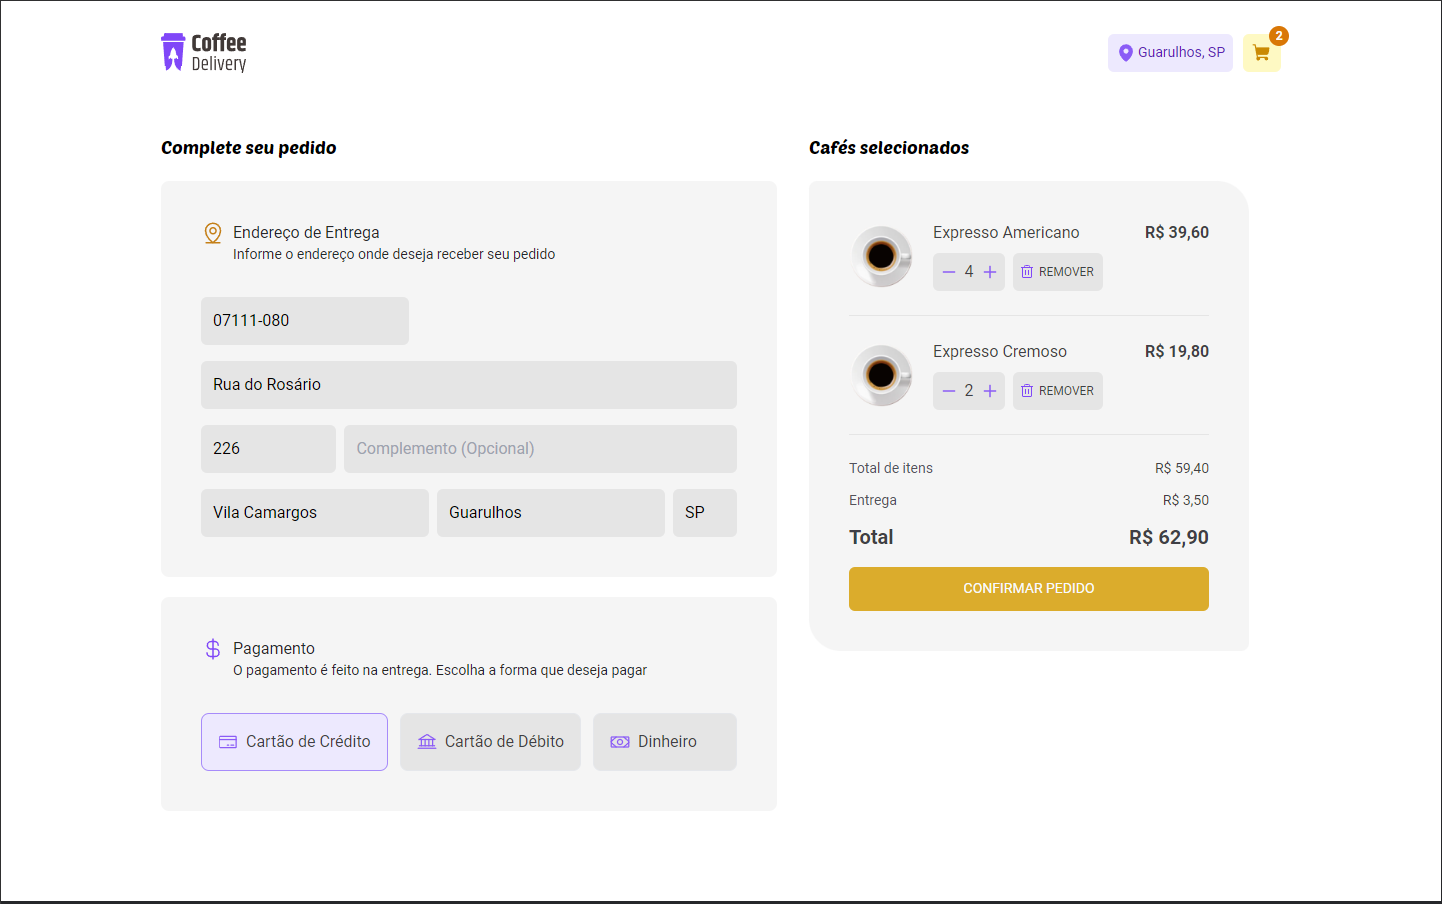 Coffee
Delivery
Guarulhos, SP
2
Complete seu pedido
Endereço de Entrega
Informe o endereço onde deseja receber seu pedido
07111-080
Rua do Rosário
226
Complemento (Opcional)
Vila Camargos
Guarulhos
SP
Pagamento
O pagamento é feito na entrega. Escolha a forma que deseja pagar
Cartão de Crédito
Cartão de Débito
Dinheiro
Cafés selecionados
Expresso Americano R$ 39,60
4 REMOVER
Expresso Cremoso R$ 19,80
2 REMOVER
Total de itens R$ 59,40
Entrega R$ 3,50
Total R$ 62,90
CONFIRMAR PEDIDO